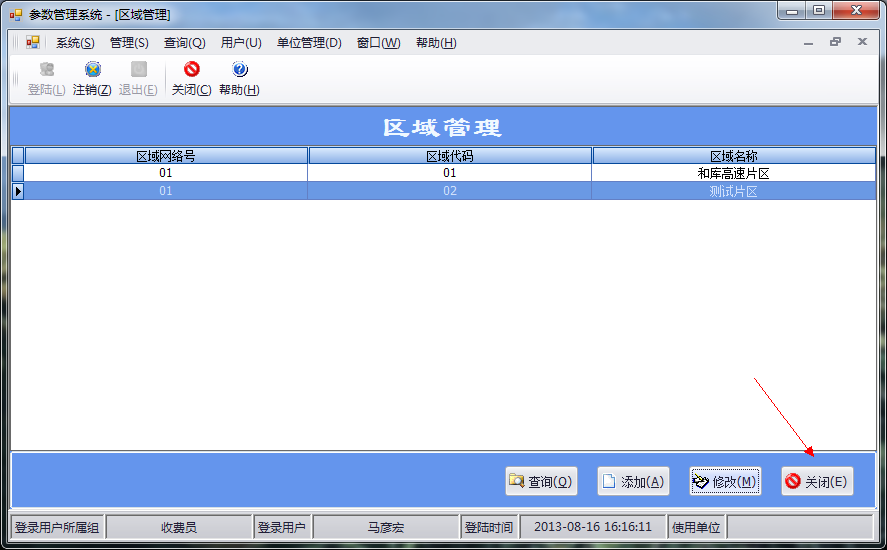 参数管理系统 - [区域管理]
系统(S) 管理(S) 查询(Q) 用户(U) 单位管理(D) 窗口(W) 帮助(H)
登陆(L) 注销(Z) 退出(E) 关闭(C) 帮助(H)
区域管理
区域网络号 区域代码 区域名称
01 01 和库高速片区
01 02 测试片区
查询(Q) 添加(A) 修改(M) 关闭(E)
登录用户所属组 收费员 登录用户 马彦宏 登陆时间 2013-08-16 16:16:11 使用单位